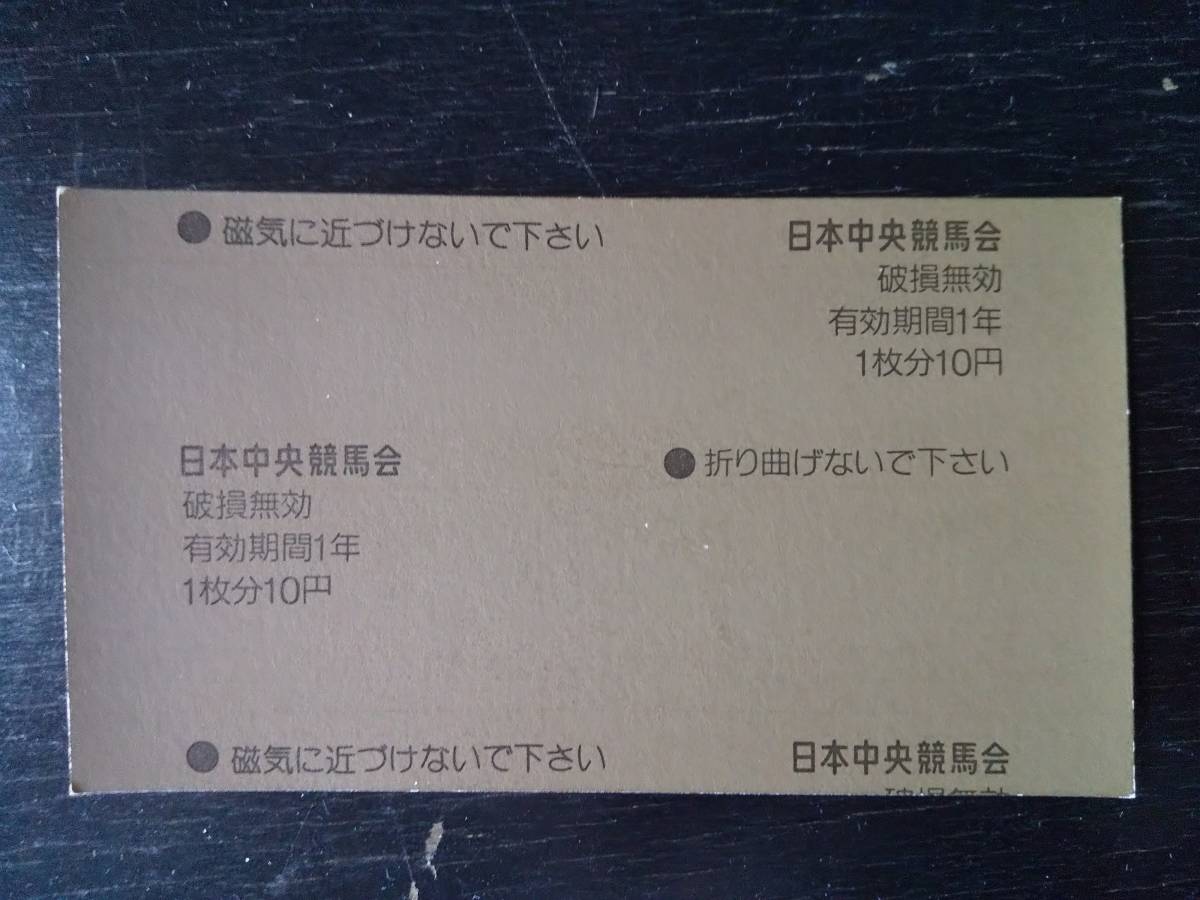 ●磁気に近づけないで下さい
日本中央競馬会
破損無効
有効期間1年
1枚分10円
日本中央競馬会
破損無効
有効期間1年
1枚分10円
●折り曲げないで下さい
●磁気に近づけないで下さい
日本中央競馬会
破損無効